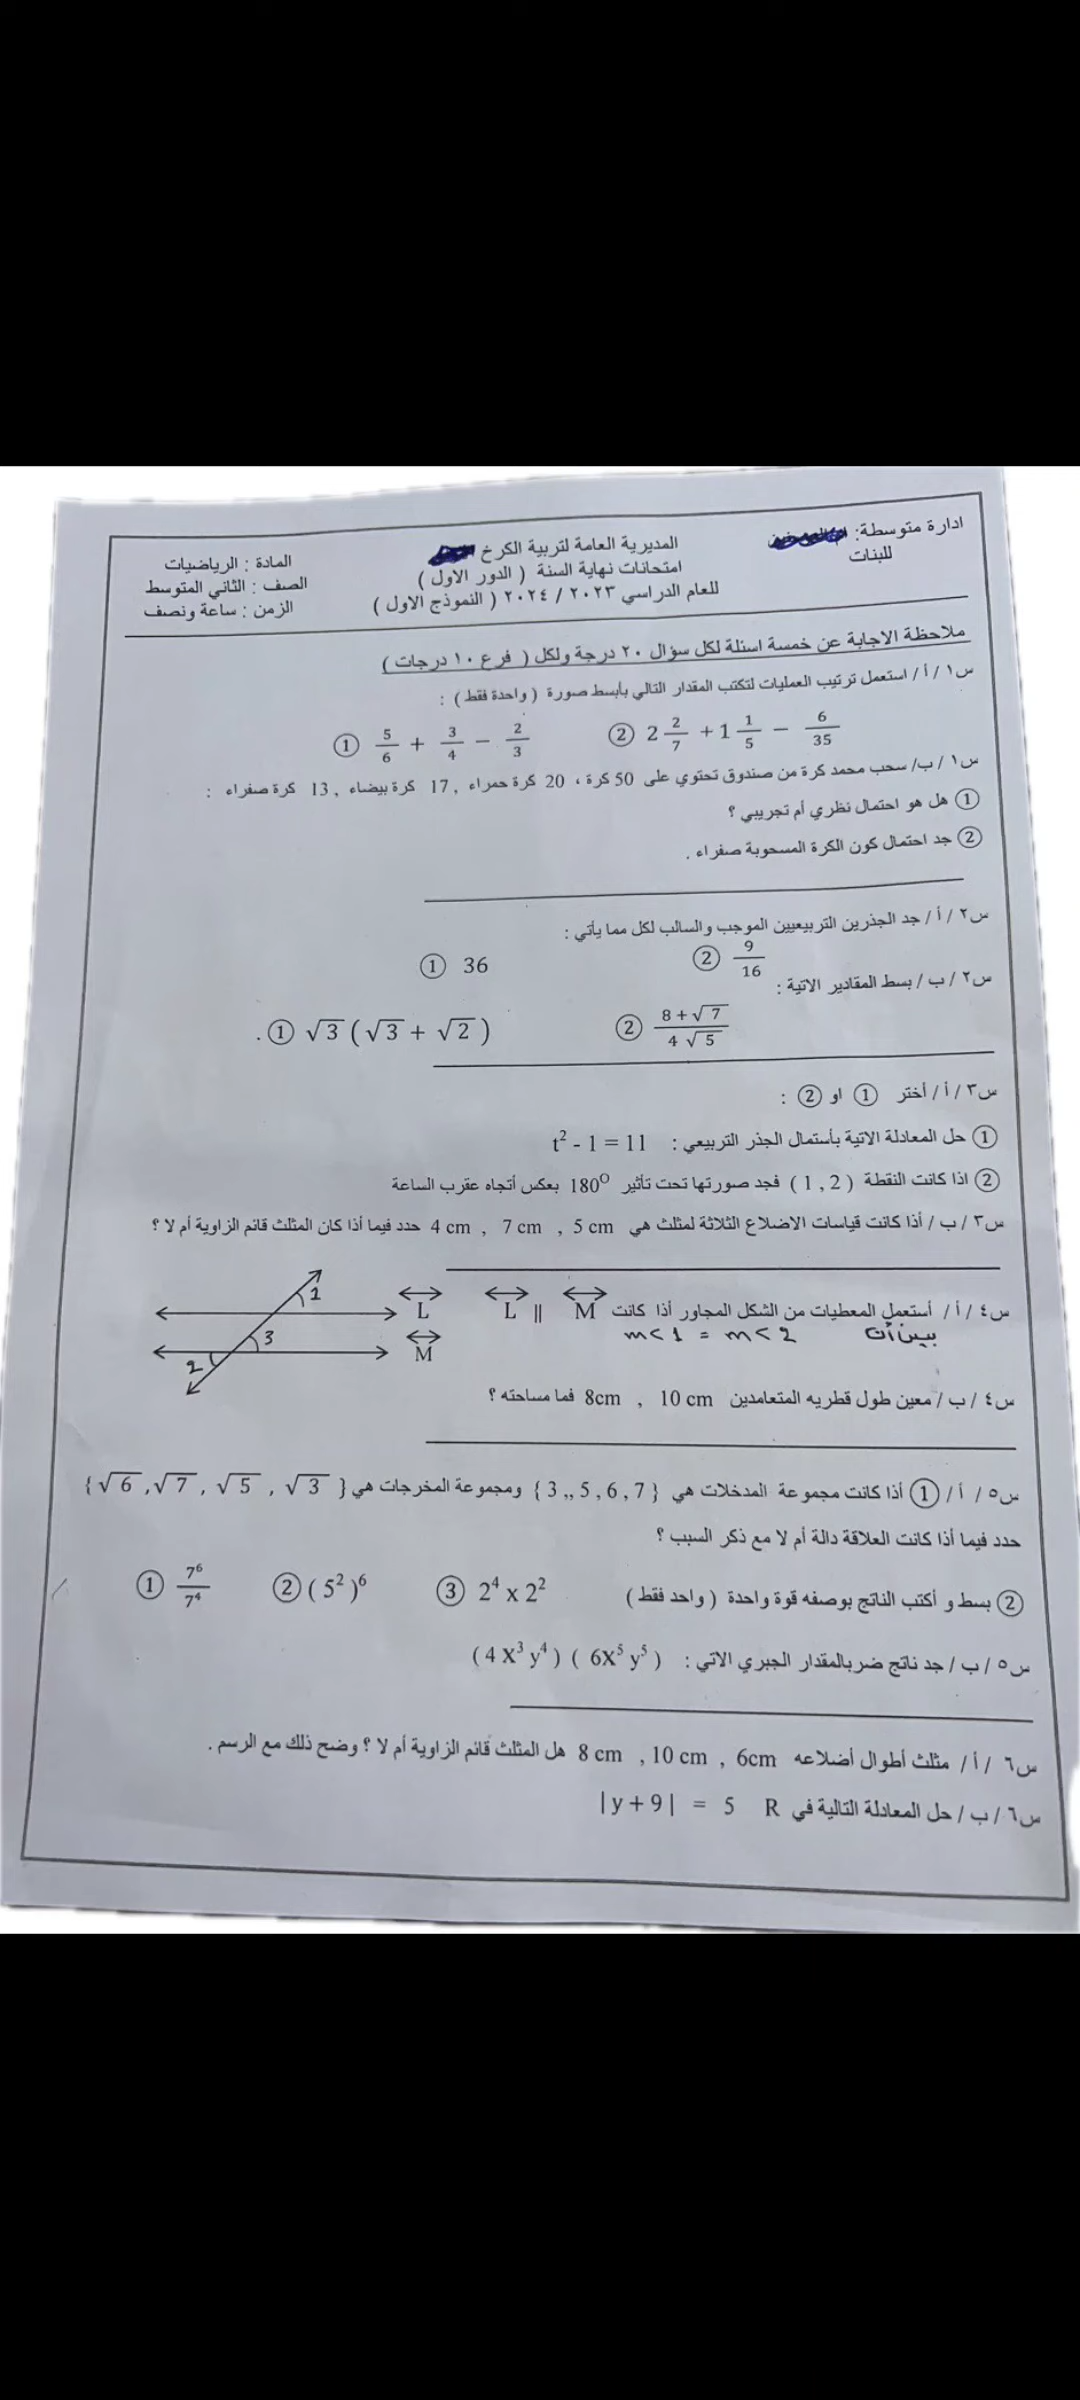 ادارة متوسطة:
للبنات
المديرية العامة لتربية الكرخ
امتحانات نهاية السنة ( الدور الاول )
للعام الدراسي ٢٠٢٣ / ٢٠٢٤ ( النموذج الاول )
المادة : الرياضيات
الصف : الثاني المتوسط
الزمن : ساعة ونصف
ملاحظة الاجابة عن خمسة اسئلة لكل سؤال ٢٠ درجة ولكل ( فرع ١٠ درجات )
س١ / أ / استعمل ترتيب العمليات لتكتب المقدار التالي بأبسط صورة ( واحدة فقط ) :
① 5/6 + 3/4 − 2/3 ② 2 2/7 + 1 1/5 − 6/35
س١ / ب/ سحب محمد كرة من صندوق تحتوي على 50 كرة ، 20 كرة حمراء , 17 كرة بيضاء , 13 كرة صفراء :
① هل هو احتمال نظري أم تجريبي ؟
② جد احتمال كون الكرة المسحوبة صفراء .
س٢ / أ / جد الجذرين التربيعيين الموجب والسالب لكل مما يأتي :
① 36 ② 9/16
س٢ / ب / بسط المقادير الاتية :
. ① √3 ( √3 + √2 ) ② (8 + √7) / (4 √5)
س٣ / أ / أختر ① او ② :
① حل المعادلة الاتية بأستمال الجذر التربيعي : t² - 1 = 11
② اذا كانت النقطة ( 1 , 2 ) فجد صورتها تحت تأثير 180⁰ بعكس أتجاه عقرب الساعة
س٣ / ب / أذا كانت قياسات الاضلاع الثلاثة لمثلث هي 4 cm , 7 cm , 5 cm حدد فيما أذا كان المثلث قائم الزاوية أم لا ؟
س٤ / أ / أستعمل المعطيات من الشكل المجاور أذا كانت L || M
بين أن m<1 = m<2
1
L
3
M
2
س٤ / ب / معين طول قطريه المتعامدين 8cm , 10 cm فما مساحته ؟
س٥ / أ / ① أذا كانت مجموعة المدخلات هي { 3 ,, 5 , 6 , 7 } ومجموعة المخرجات هي { √6 , √7 , √5 , √3 }
حدد فيما أذا كانت العلاقة دالة أم لا مع ذكر السبب ؟
② بسط و أكتب الناتج بوصفه قوة واحدة ( واحد فقط )
① 7⁶/7⁴ ② ( 5² )⁶ ③ 2⁴ x 2²
س٥ / ب / جد ناتج ضربالمقدار الجبري الاتي : ( 4 X³ y⁴ ) ( 6X⁵ y⁵ )
س٦ / أ / مثلث أطوال أضلاعه 8 cm , 10 cm , 6cm هل المثلث قائم الزاوية أم لا ؟ وضح ذلك مع الرسم .
س٦ / ب / حل المعادلة التالية في R |y + 9| = 5